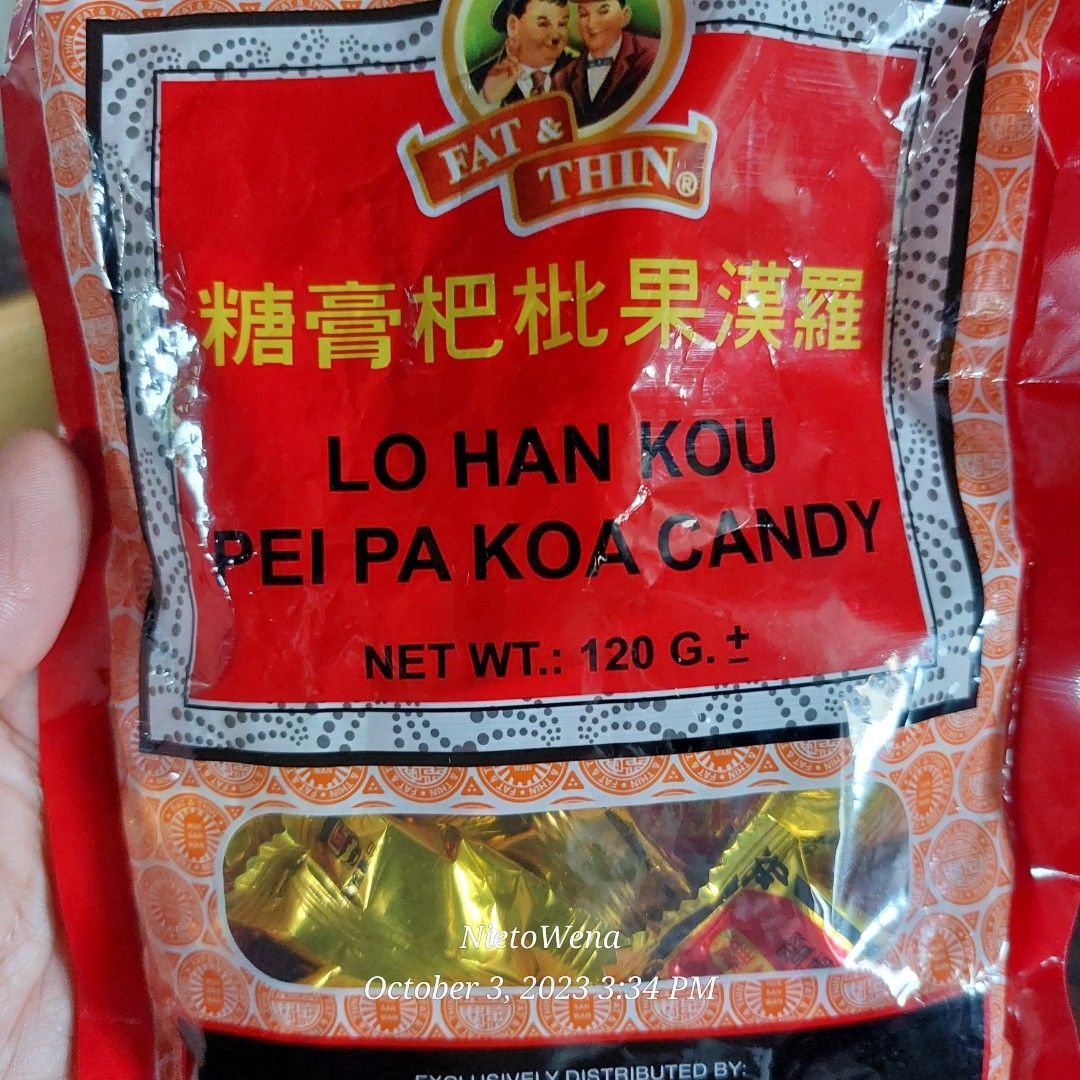 FAT &
THIN®
糖膏杷枇果漢羅
LO HAN KOU
PEI PA KOA CANDY
NET WT.: 120 G. ±
NietoWena
October 3, 2023 3:34 PM
EXCLUSIVELY DISTRIBUTED BY: